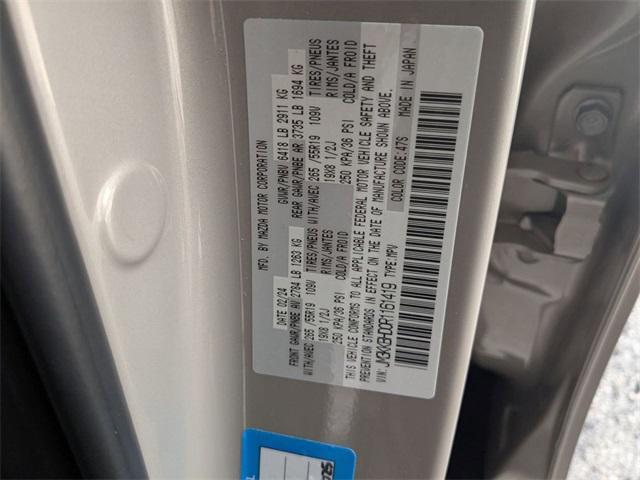 MFD. BY MAZDA MOTOR CORPORATION
DATE 02/24 GVWR/PNBV 6418 LB 2911 KG
FRONT GAWR/PNBE AV 2784 LB 1263 KG REAR GAWR/PNBE AR 3735 LB 1694 KG
WITH/AVEC 265 /55R19 109V TIRES/PNEUS WITH/AVEC 265 /55R19 109V TIRES/PNEUS
19X8 1/2J RIMS/JANTES 19X8 1/2J RIMS/JANTES
250 KPA/36 PSI COLD/A FROID 250 KPA/36 PSI COLD/A FROID
THIS VEHICLE CONFORMS TO ALL APPLICABLE FEDERAL MOTOR VEHICLE SAFETY AND THEFT
PREVENTION STANDARDS IN EFFECT ON THE DATE OF MANUFACTURE SHOWN ABOVE.
VIN: JM3KKBHD0R1161419 TYPE:MPV COLOR CODE:47S MADE IN JAPAN